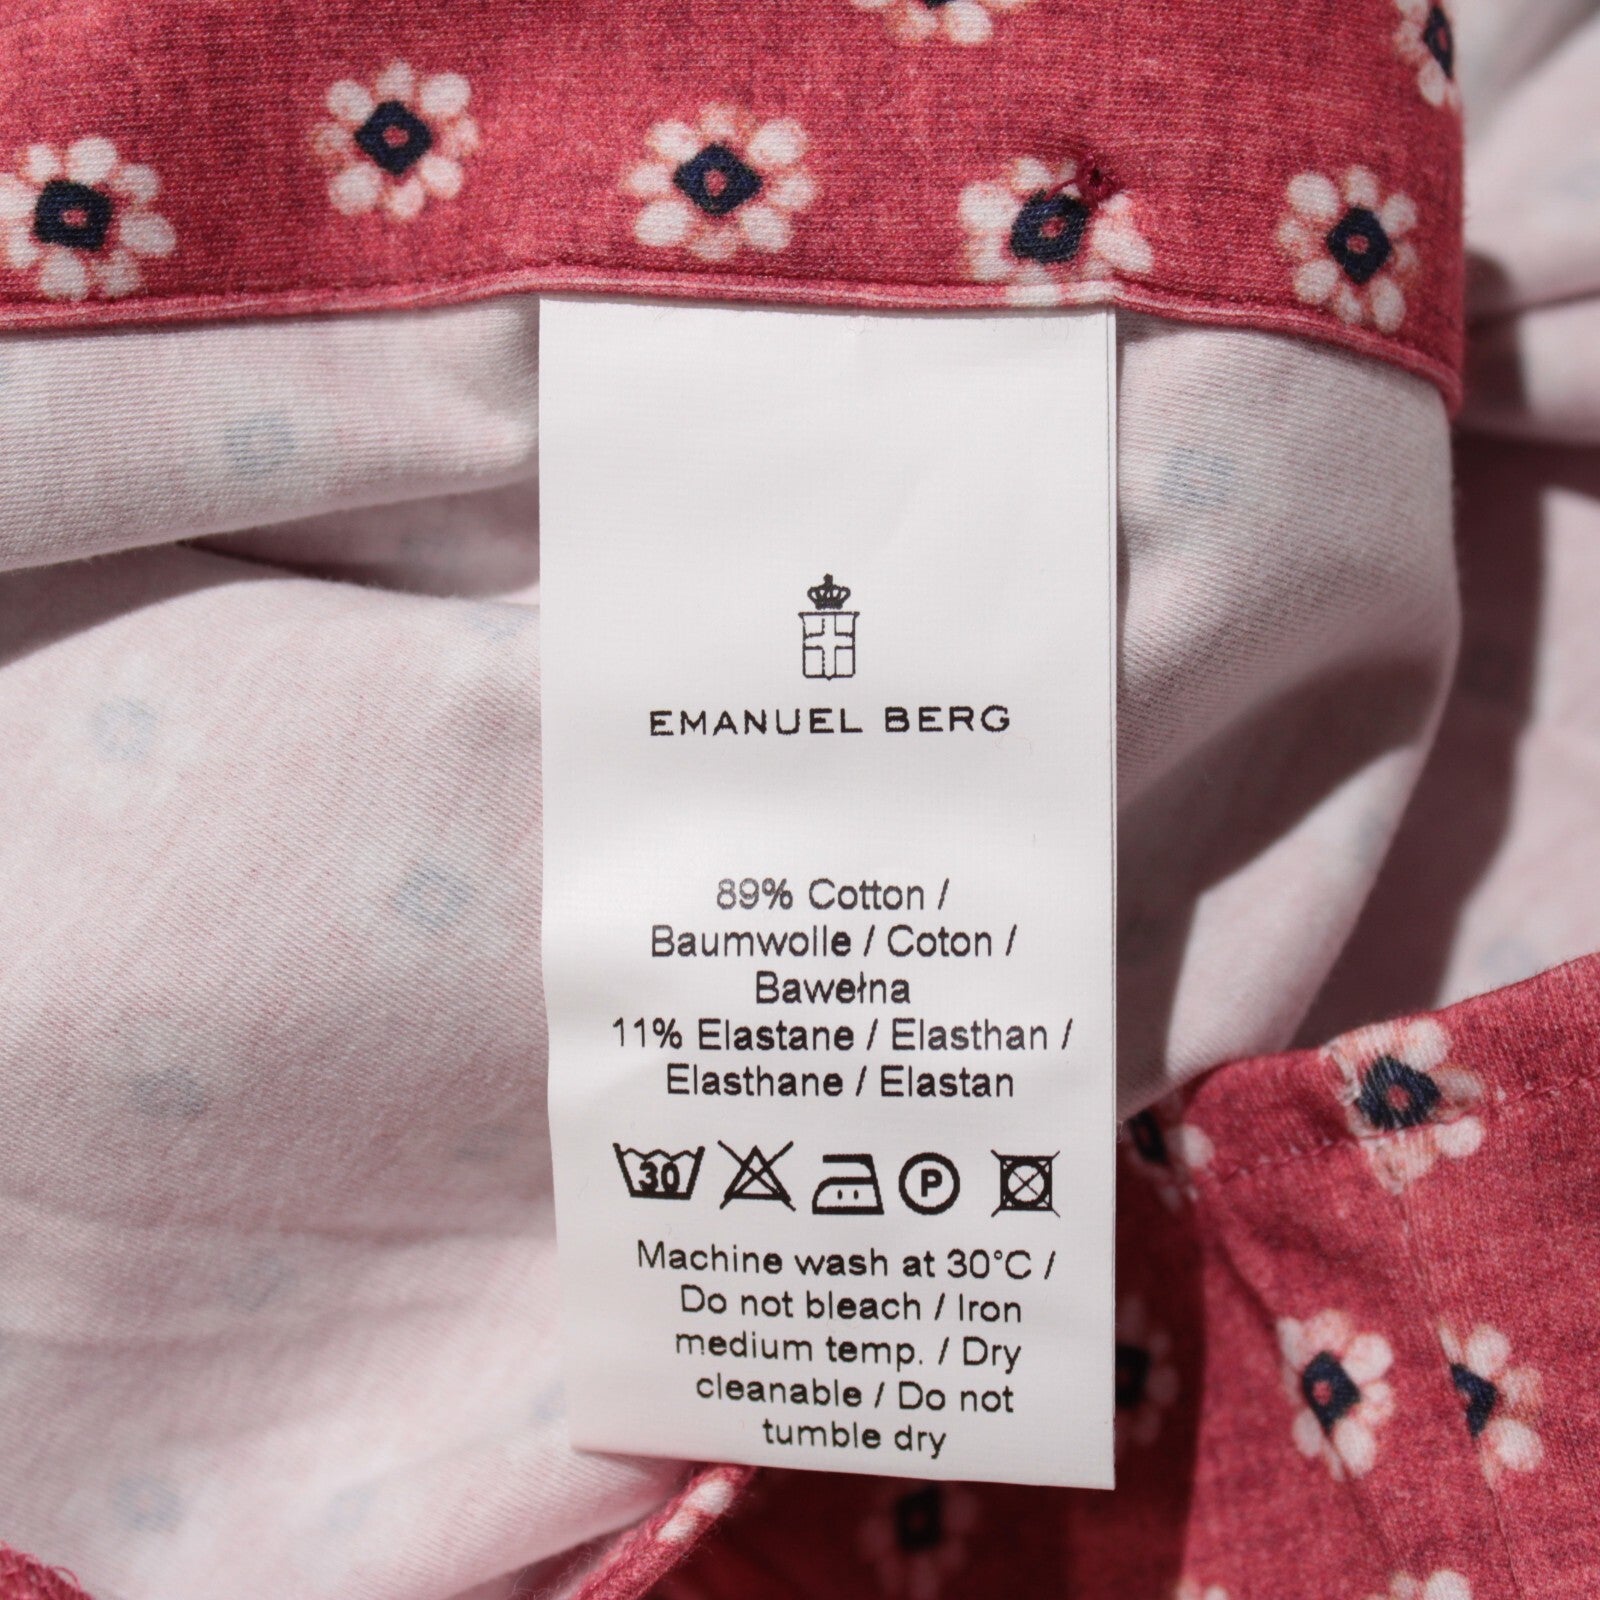 EMANUEL BERG
89% Cotton /
Baumwolle / Coton /
Bawełna
11% Elastane / Elasthan /
Elasthane / Elastan
30 P
Machine wash at 30°C /
Do not bleach / Iron
medium temp. / Dry
cleanable / Do not
tumble dry